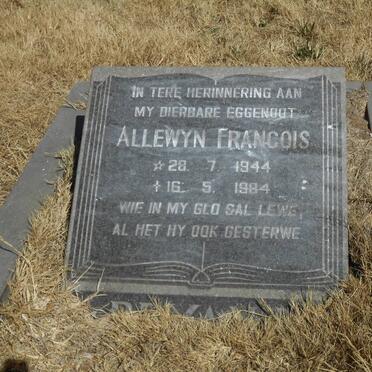 IN TERE HERINNERING AAN
MY DIERBARE EGGENOOT
ALLEWYN FRANCOIS
☆ 28. 7. 1944
+ 16. 5. 1984
WIE IN MY GLO SAL LEWE
AL HET HY OOK GESTERWE